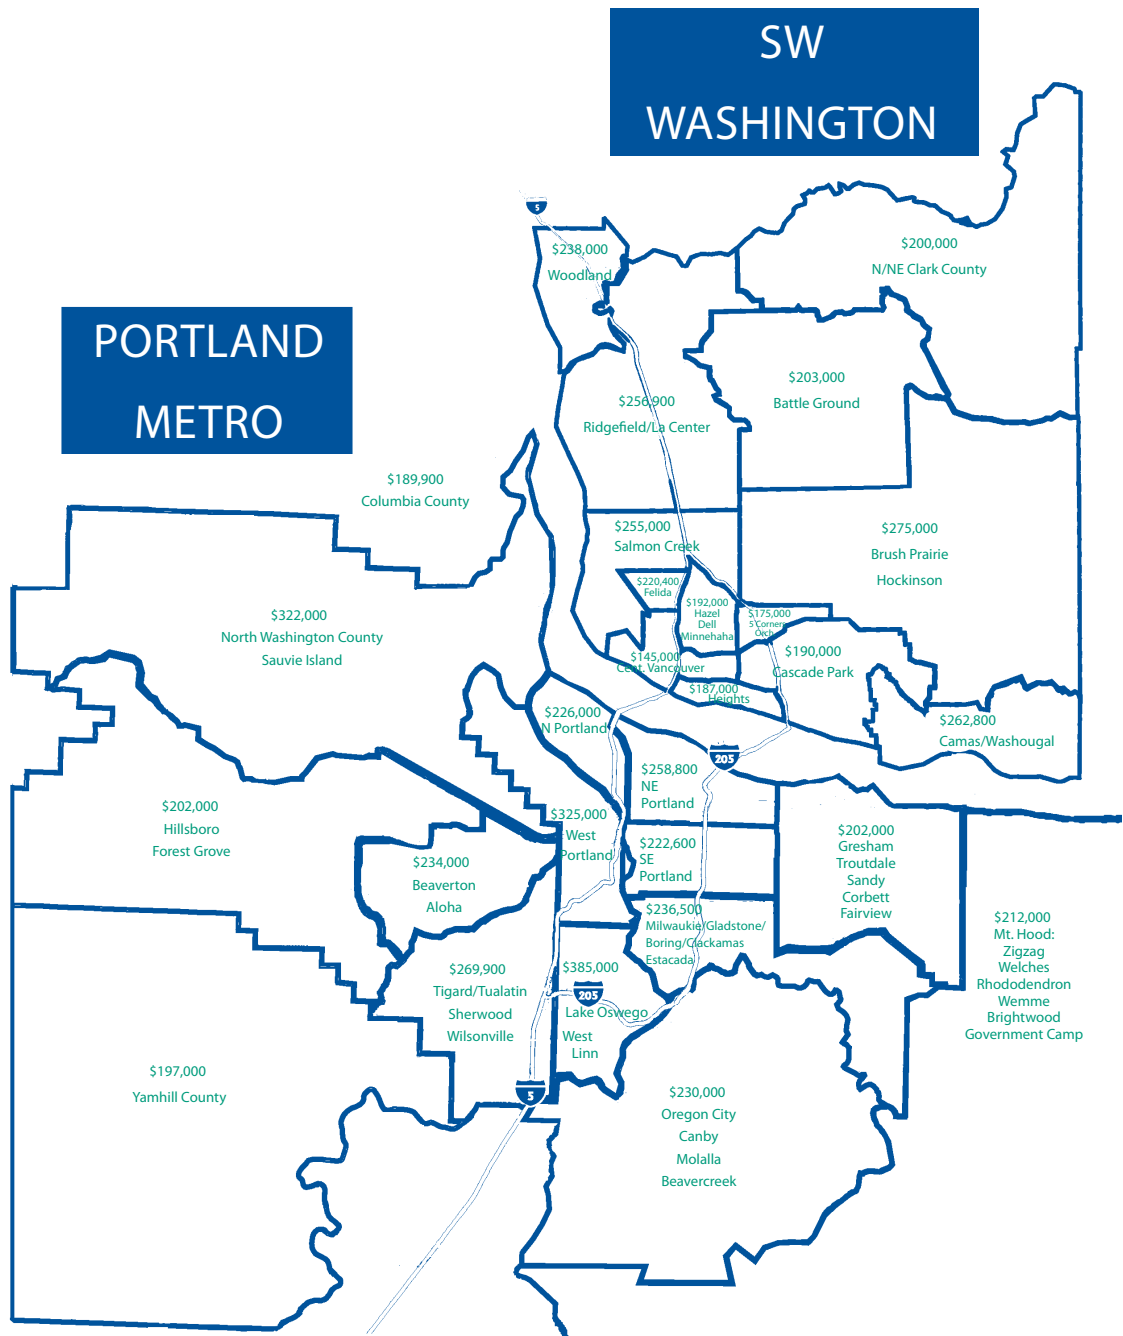 SW
WASHINGTON
5
$238,000
Woodland
$200,000
N/NE Clark County
PORTLAND
METRO
$203,000
Battle Ground
$256,900
Ridgefield/La Center
$189,900
Columbia County
$255,000
Salmon Creek
$275,000
Brush Prairie
Hockinson
$220,400
Felida
$192,000
Hazel
Dell
Minnehaha
$175,000
5 Corners
Orch.
$322,000
North Washington County
Sauvie Island
$145,000
Cent. Vancouver
$190,000
Cascade Park
$187,000
Heights
$226,000
N Portland
$262,800
Camas/Washougal
205
$258,800
NE
Portland
$202,000
Hillsboro
Forest Grove
$325,000
West
Portland
$222,600
SE
Portland
$202,000
Gresham
Troutdale
Sandy
Corbett
Fairview
$234,000
Beaverton
Aloha
$236,500
Milwaukie/Gladstone/
Boring/Clackamas
Estacada
$212,000
Mt. Hood:
Zigzag
Welches
Rhododendron
Wemme
Brightwood
Government Camp
$269,900
Tigard/Tualatin
Sherwood
Wilsonville
$385,000
205
Lake Oswego
West
Linn
$197,000
Yamhill County
5
$230,000
Oregon City
Canby
Molalla
Beavercreek